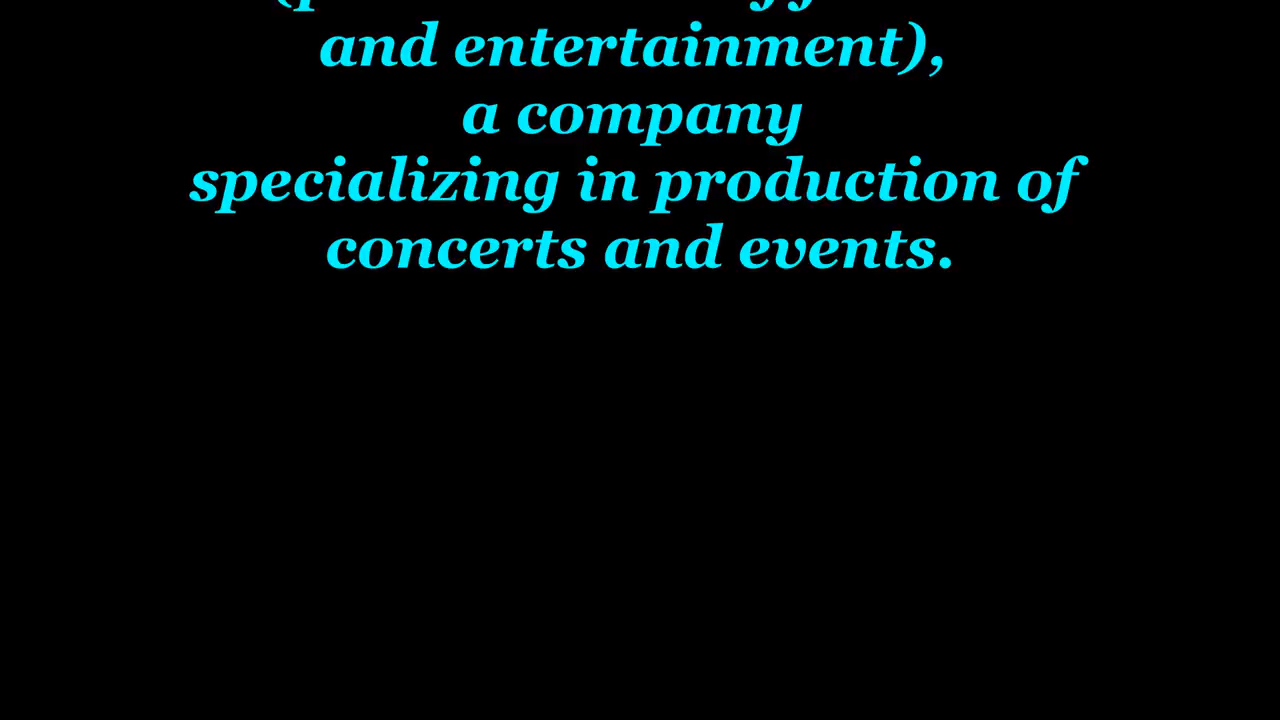 and entertainment),
a company
specializing in production of
concerts and events.